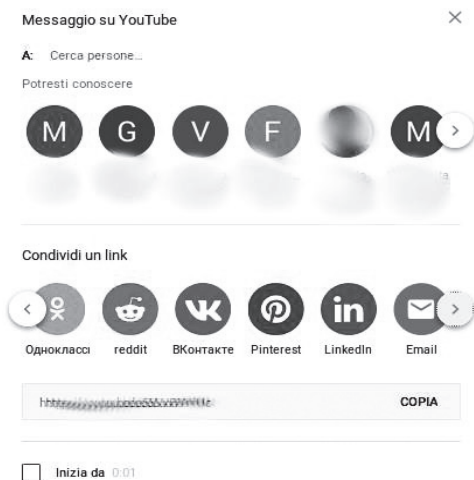 Messaggio su YouTube
A: Cerca persone...
Potresti conoscere
M G V F M
Condividi un link
Однокласс reddit ВКонтакте Pinterest LinkedIn Email
COPIA
Inizia da 0:01